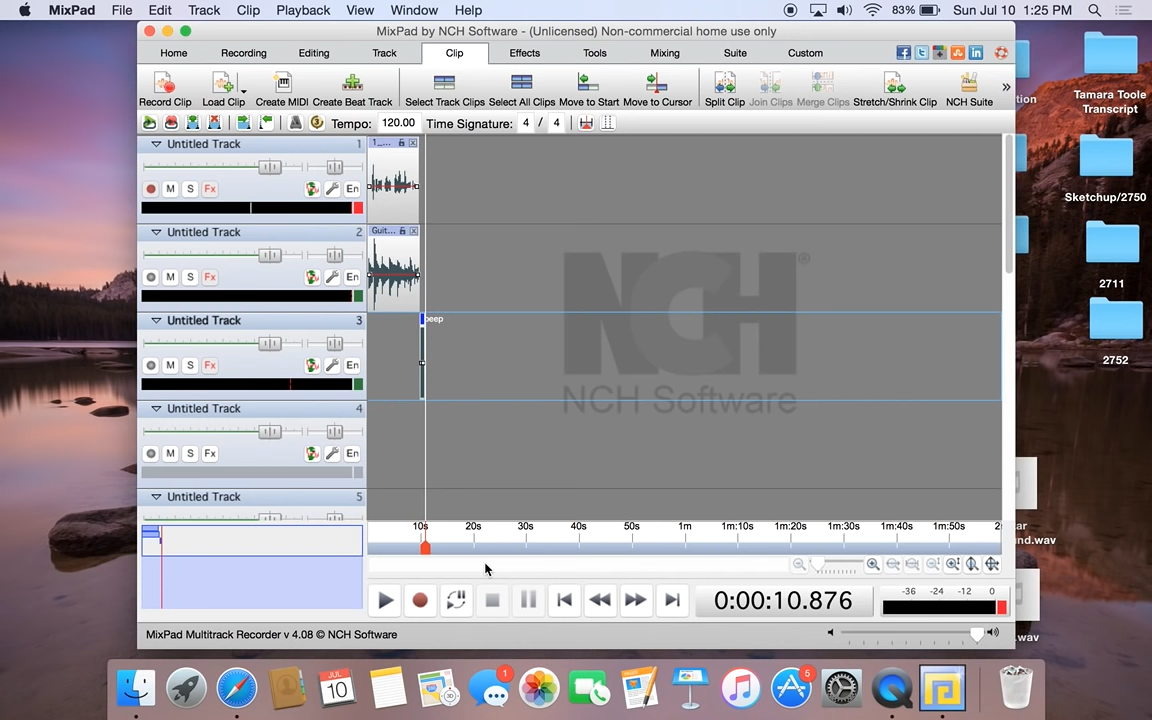 MixPad File Edit Track Clip Playback View Window Help 83% Sun Jul 10 1:25 PM
MixPad by NCH Software - (Unlicensed) Non-commercial home use only
Home Recording Editing Track Clip Effects Tools Mixing Suite Custom
Record Clip Load Clip Create MIDI Create Beat Track Select Track Clips Select All Clips Move to Start Move to Cursor Split Clip Join Clips Merge Clips Stretch/Shrink Clip NCH Suite »
Tempo: 120.00 Time Signature: 4 / 4
Untitled Track 1
1_...
M S Fx En
Untitled Track 2
Guit...
M S Fx En
Untitled Track 3
beep
M S Fx En
Untitled Track 4
M S Fx En
Untitled Track 5
NCH®
NCH Software
10s 20s 30s 40s 50s 1m 1m:10s 1m:20s 1m:30s 1m:40s 1m:50s 2
0:00:10.876
-36 -24 -12 0
MixPad Multitrack Recorder v 4.08 © NCH Software
Tamara Toole
Transcript
Sketchup/2750
2711
2752
tion
und.wav
.wav
JUL
10
3D
1
5